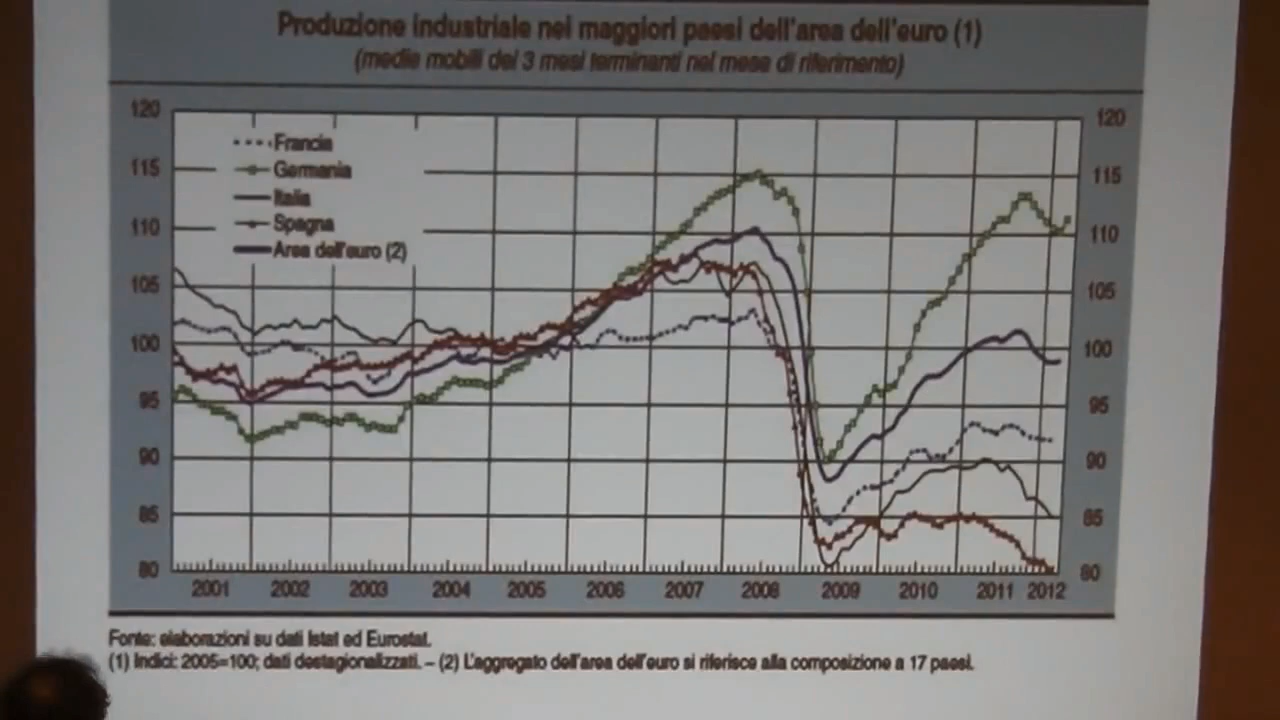 Produzione industriale nei maggiori paesi dell'area dell'euro (1)
(medie mobili dei 3 mesi terminanti nel mese di riferimento)
120 120
Francia
115 Germania 115
Italia
110 Spagna 110
Area dell'euro (2)
105 105
100 100
95 95
90 90
85 85
80 80
2001 2002 2003 2004 2005 2006 2007 2008 2009 2010 2011 2012
Fonte: elaborazioni su dati Istat ed Eurostat.
(1) Indici: 2005=100; dati destagionalizzati. – (2) L'aggregato dell'area dell'euro si riferisce alla composizione a 17 paesi.